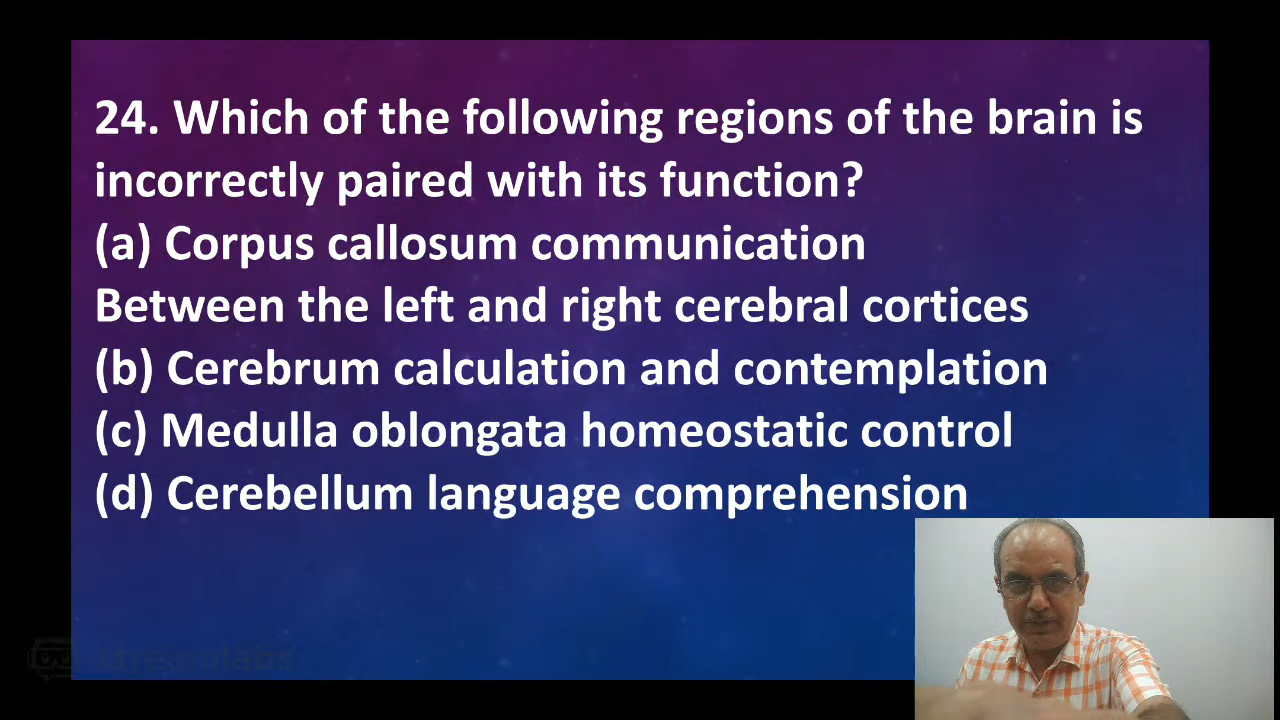 24. Which of the following regions of the brain is
incorrectly paired with its function?
(a) Corpus callosum communication
Between the left and right cerebral cortices
(b) Cerebrum calculation and contemplation
(c) Medulla oblongata homeostatic control
(d) Cerebellum language comprehension
streamlabs